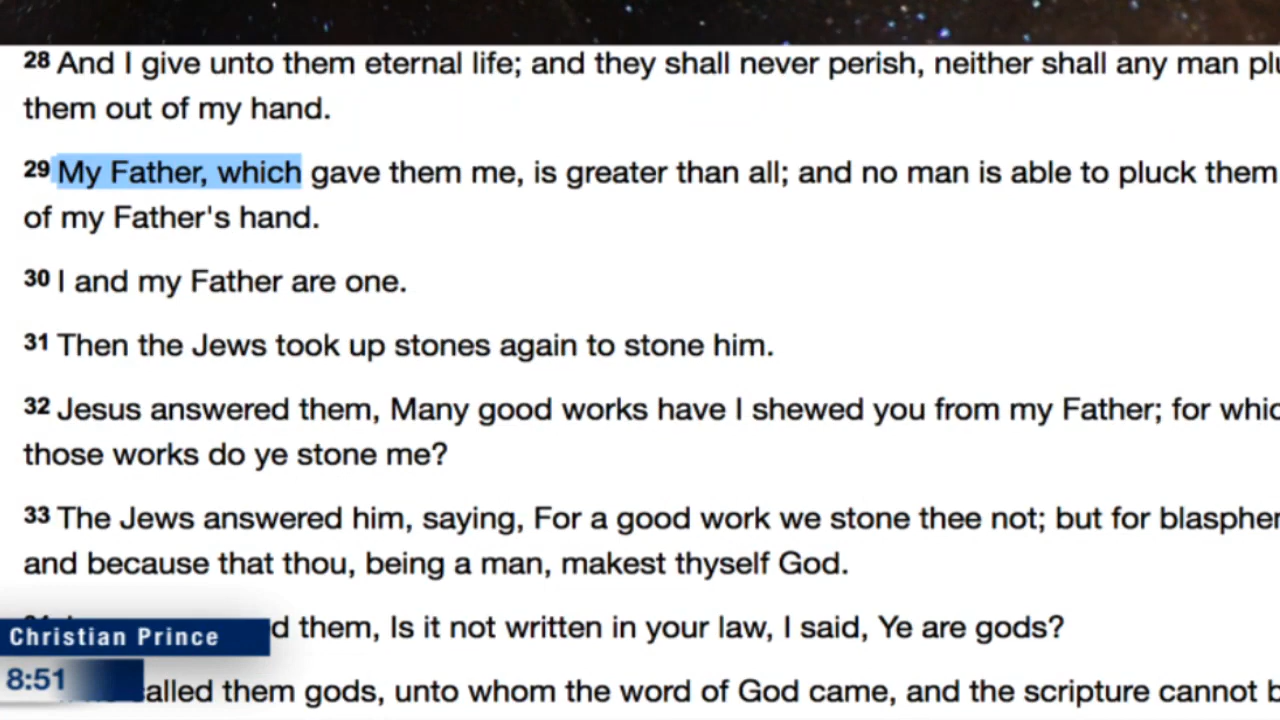 28 And I give unto them eternal life; and they shall never perish, neither shall any man
them out of my hand.
29 My Father, which gave them me, is greater than all; and no man is able to pluck them
of my Father's hand.
30 I and my Father are one.
31 Then the Jews took up stones again to stone him.
32 Jesus answered them, Many good works have I shewed you from my Father; for
those works do ye stone me?
33 The Jews answered him, saying, For a good work we stone thee not; but for
and because that thou, being a man, makest thyself God.
them, Is it not written in your law, I said, Ye are gods?
Christian Prince
them gods, unto whom the word of God came, and the scripture cannot
8:51